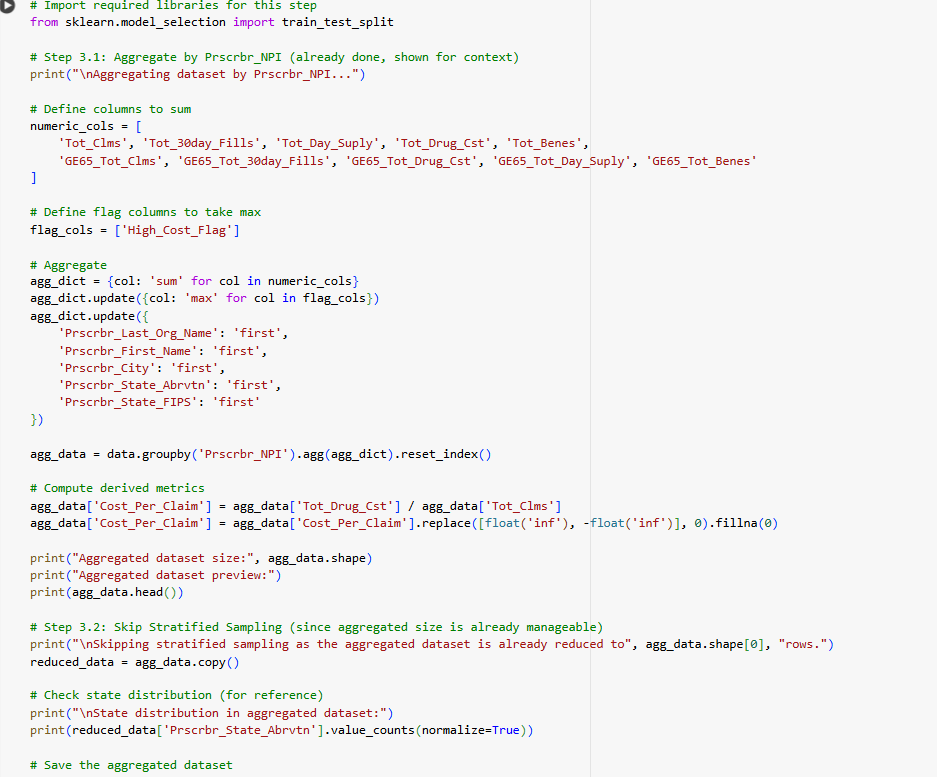 # Import required libraries for this step
from sklearn.model_selection import train_test_split
# Step 3.1: Aggregate by Prscrbr_NPI (already done, shown for context)
print("\nAggregating dataset by Prscrbr_NPI...")
# Define columns to sum
numeric_cols = [
    'Tot_Clms', 'Tot_30day_Fills', 'Tot_Day_Suply', 'Tot_Drug_Cst', 'Tot_Benes',
    'GE65_Tot_Clms', 'GE65_Tot_30day_Fills', 'GE65_Tot_Drug_Cst', 'GE65_Tot_Day_Suply', 'GE65_Tot_Benes'
]
# Define flag columns to take max
flag_cols = ['High_Cost_Flag']
# Aggregate
agg_dict = {col: 'sum' for col in numeric_cols}
agg_dict.update({col: 'max' for col in flag_cols})
agg_dict.update({
    'Prscrbr_Last_Org_Name': 'first',
    'Prscrbr_First_Name': 'first',
    'Prscrbr_City': 'first',
    'Prscrbr_State_Abrvtn': 'first',
    'Prscrbr_State_FIPS': 'first'
})
agg_data = data.groupby('Prscrbr_NPI').agg(agg_dict).reset_index()
# Compute derived metrics
agg_data['Cost_Per_Claim'] = agg_data['Tot_Drug_Cst'] / agg_data['Tot_Clms']
agg_data['Cost_Per_Claim'] = agg_data['Cost_Per_Claim'].replace([float('inf'), -float('inf')], 0).fillna(0)
print("Aggregated dataset size:", agg_data.shape)
print("Aggregated dataset preview:")
print(agg_data.head())
# Step 3.2: Skip Stratified Sampling (since aggregated size is already manageable)
print("\nSkipping stratified sampling as the aggregated dataset is already reduced to", agg_data.shape[0], "rows.")
reduced_data = agg_data.copy()
# Check state distribution (for reference)
print("\nState distribution in aggregated dataset:")
print(reduced_data['Prscrbr_State_Abrvtn'].value_counts(normalize=True))
# Save the aggregated dataset